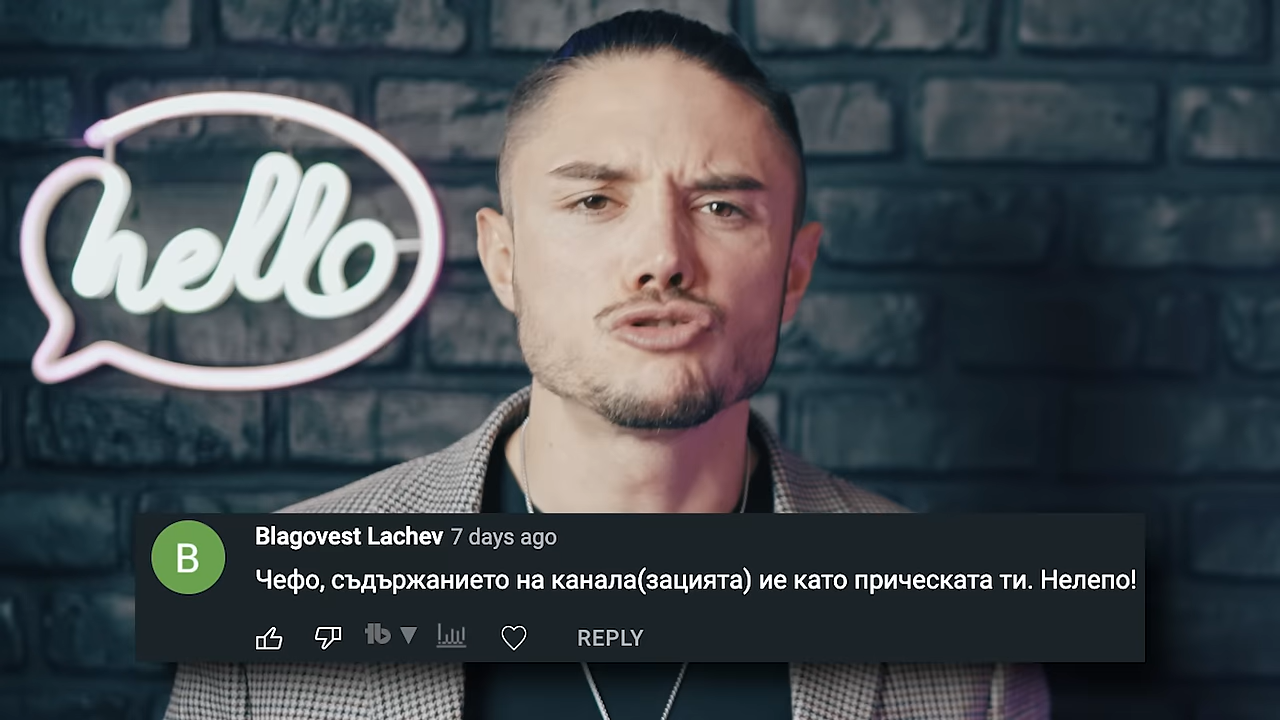 hello
B
Blagovest Lachev 7 days ago
Чефо, съдържанието на канала(зацията) ие като прическата ти. Нелепо!
REPLY